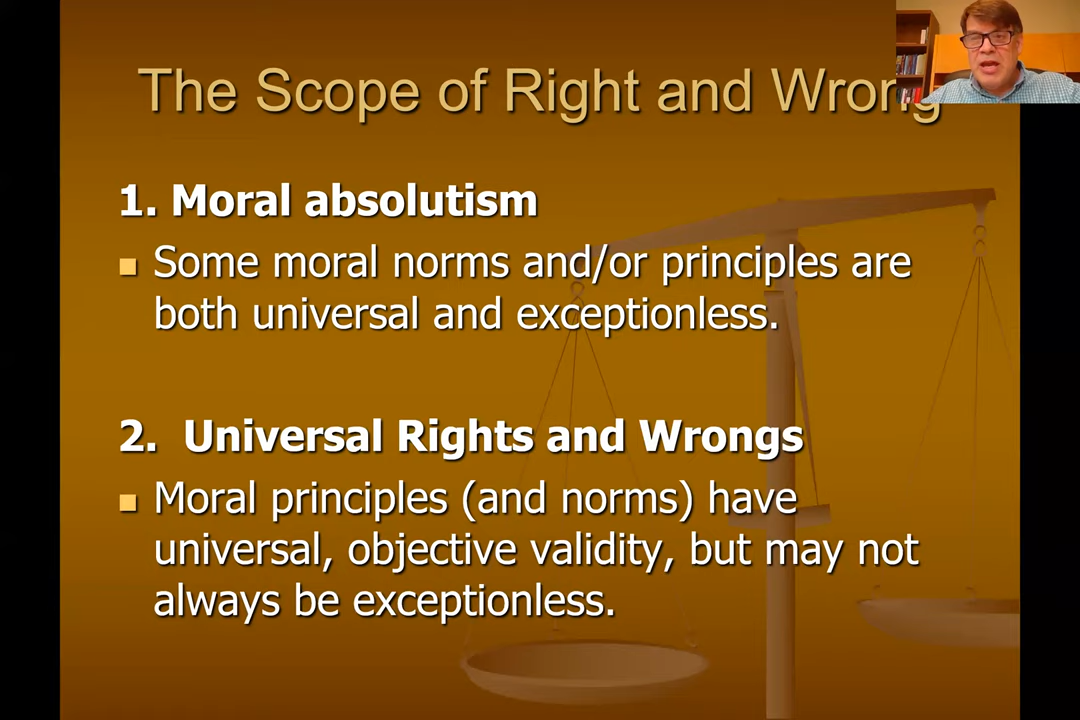 The Scope of Right and Wrong
1. Moral absolutism
Some moral norms and/or principles are
both universal and exceptionless.
2. Universal Rights and Wrongs
Moral principles (and norms) have
universal, objective validity, but may not
always be exceptionless.